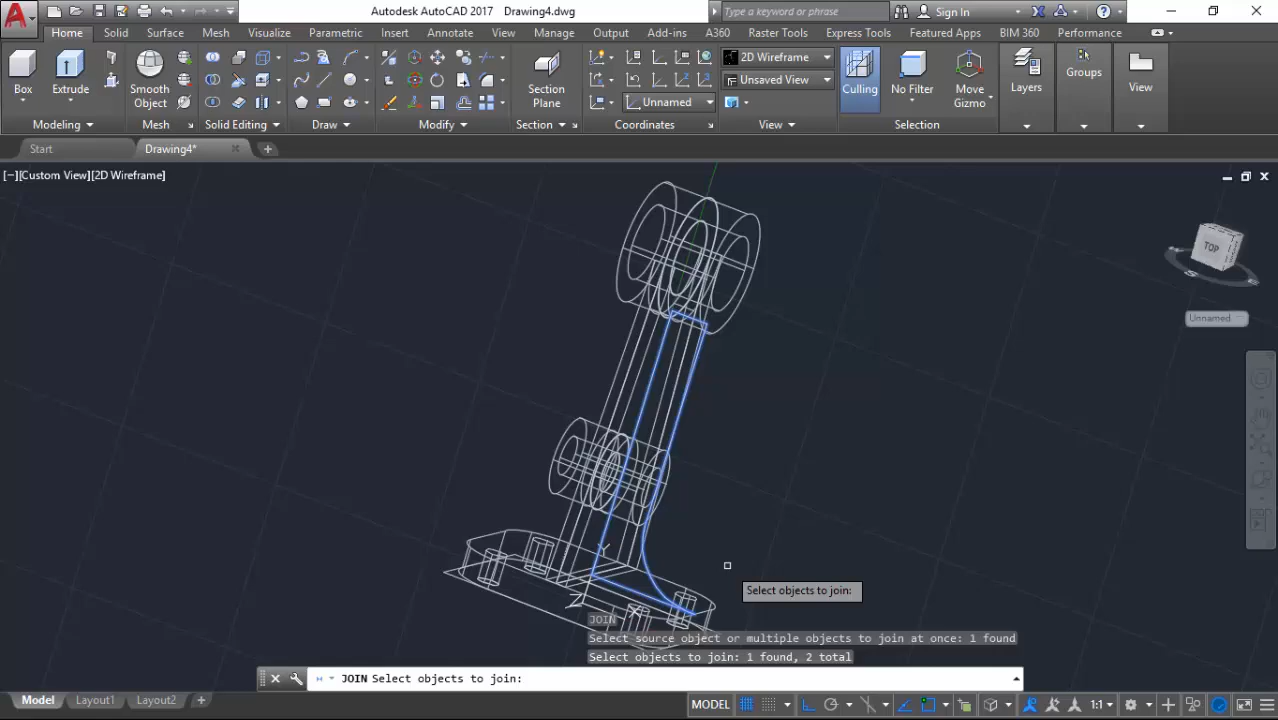 Autodesk AutoCAD 2017 Drawing4.dwg
Type a keyword or phrase
Sign In
Home Solid Surface Mesh Visualize Parametric Insert Annotate View Manage Output Add-ins A360 Raster Tools Express Tools Featured Apps BIM 360 Performance
Box
Extrude
Smooth
Object
Section
Plane
2D Wireframe
Unsaved View
Unnamed
Culling
No Filter
Move
Gizmo
Layers
Groups
View
Modeling Mesh Solid Editing Draw Modify Section Coordinates View Selection
Start Drawing4*
[−][Custom View][2D Wireframe]
TOP
S
Unnamed
Y
Z
Select objects to join:
JOIN
Select source object or multiple objects to join at once: 1 found
Select objects to join: 1 found, 2 total
JOIN Select objects to join:
Model Layout1 Layout2
MODEL
1:1